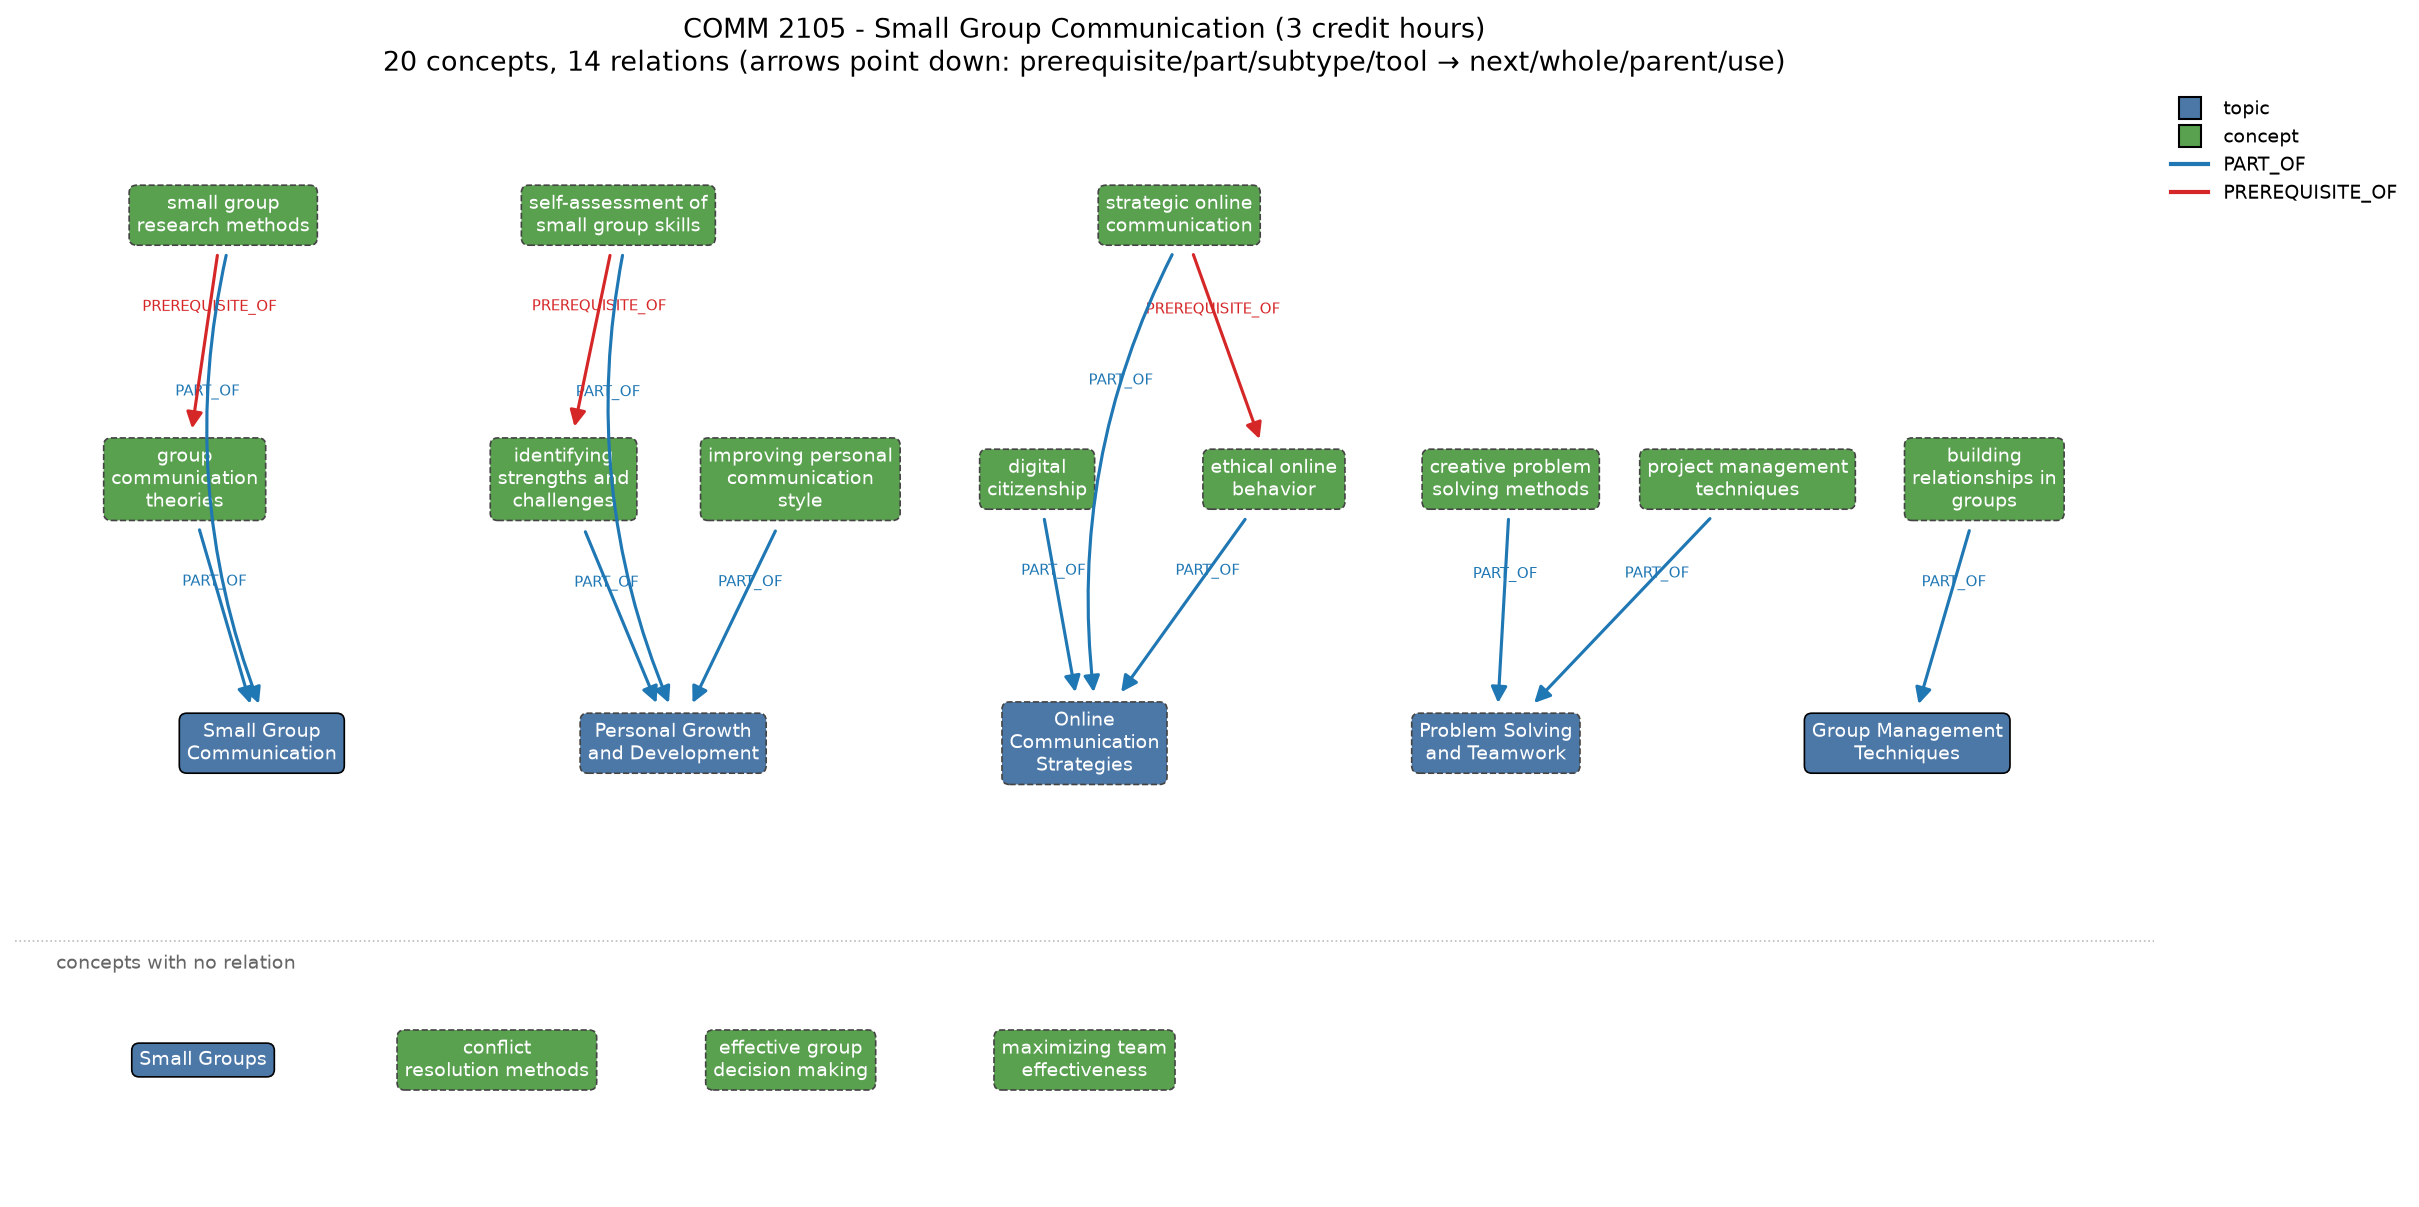 COMM 2105 - Small Group Communication (3 credit hours)
20 concepts, 14 relations (arrows point down: prerequisite/part/subtype/tool → next/whole/parent/use)
topic
concept
PART_OF
PREREQUISITE_OF
small group
research methods
self-assessment of
small group skills
strategic online
communication
PREREQUISITE_OF
PREREQUISITE_OF
PREREQUISITE_OF
PART_OF
PART_OF
PART_OF
group
communication
theories
identifying
strengths and
challenges
improving personal
communication
style
digital
citizenship
ethical online
behavior
creative problem
solving methods
project management
techniques
building
relationships in
groups
PART_OF
PART_OF
PART_OF
PART_OF
PART_OF
PART_OF
PART_OF
PART_OF
Small Group
Communication
Personal Growth
and Development
Online
Communication
Strategies
Problem Solving
and Teamwork
Group Management
Techniques
concepts with no relation
Small Groups
conflict
resolution methods
effective group
decision making
maximizing team
effectiveness